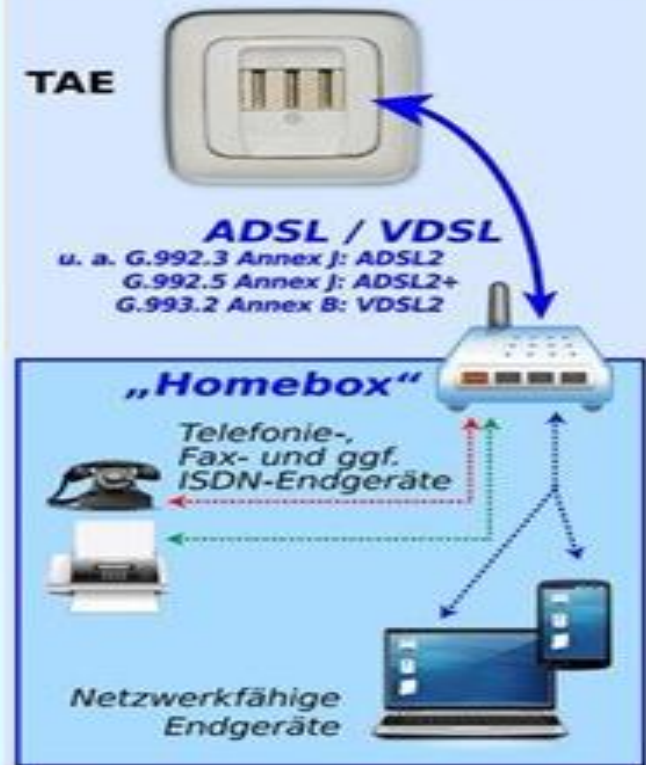 TAE
ADSL / VDSL
u. a. G.992.3 Annex J: ADSL2
G.992.5 Annex J: ADSL2+
G.993.2 Annex B: VDSL2
„Homebox“
Telefonie-,
Fax- und ggf.
ISDN-Endgeräte
Netzwerkfähige
Endgeräte